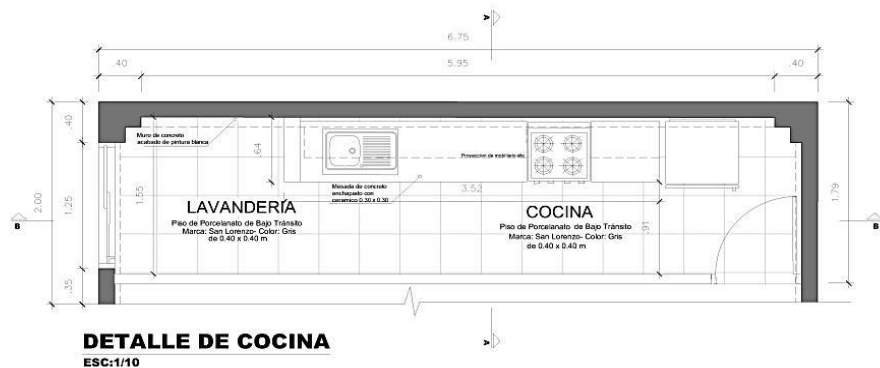 A
6.75
.40
5.95
.40
.40
Muro de concreto
acabado de pintura blanca
.64
Proyeccion de mobiliario alto
Mesada de concreto
enchapado con
ceramico 0.30 x 0.30
3.52
2.00
1.25
1.55
1.79
LAVANDERÍA
Piso de Porcelanato de Bajo Tránsito
Marca: San Lorenzo- Color: Gris
de 0.40 x 0.40 m
COCINA
Piso de Porcelanato de Bajo Tránsito
Marca: San Lorenzo- Color: Gris
de 0.40 x 0.40 m
.91
B
B
.35
A
DETALLE DE COCINA
ESC:1/10